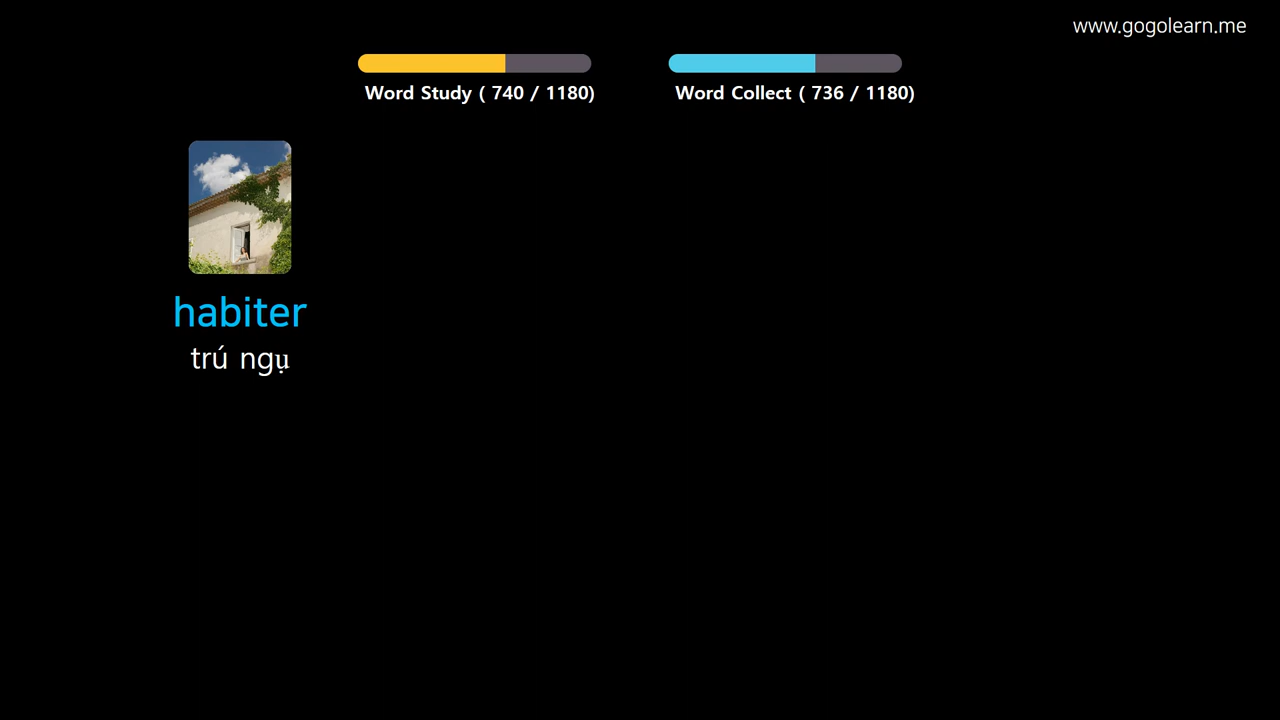 www.gogolearn.me
Word Study ( 740 / 1180)
Word Collect ( 736 / 1180)
habiter
trú ngụ